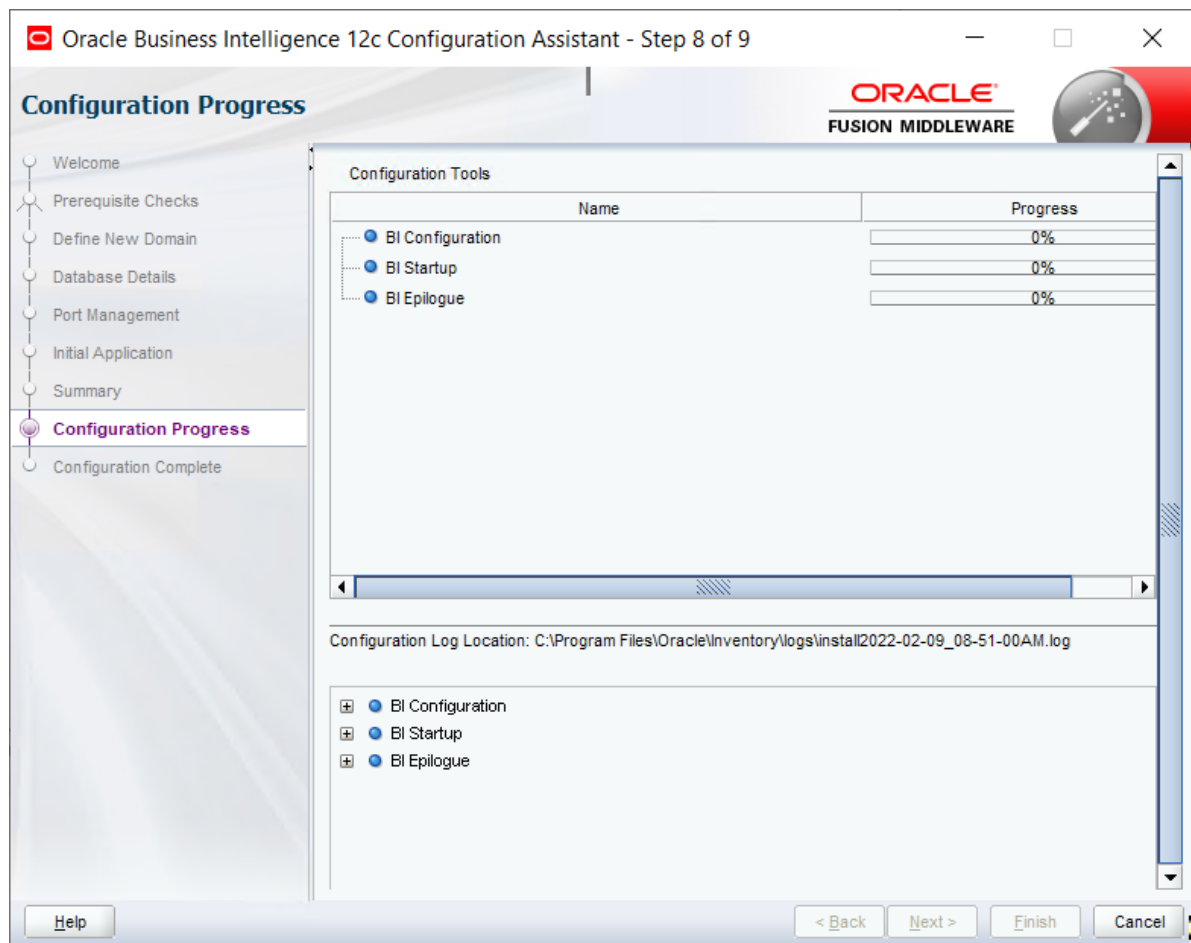 Oracle Business Intelligence 12c Configuration Assistant - Step 8 of 9
Configuration Progress
ORACLE
FUSION MIDDLEWARE
Welcome
Prerequisite Checks
Define New Domain
Database Details
Port Management
Initial Application
Summary
Configuration Progress
Configuration Complete
Configuration Tools
Name Progress
BI Configuration 0%
BI Startup 0%
BI Epilogue 0%
Configuration Log Location: C:\Program Files\Oracle\Inventory\logs\install2022-02-09_08-51-00AM.log
BI Configuration
BI Startup
BI Epilogue
Help < Back Next > Finish Cancel